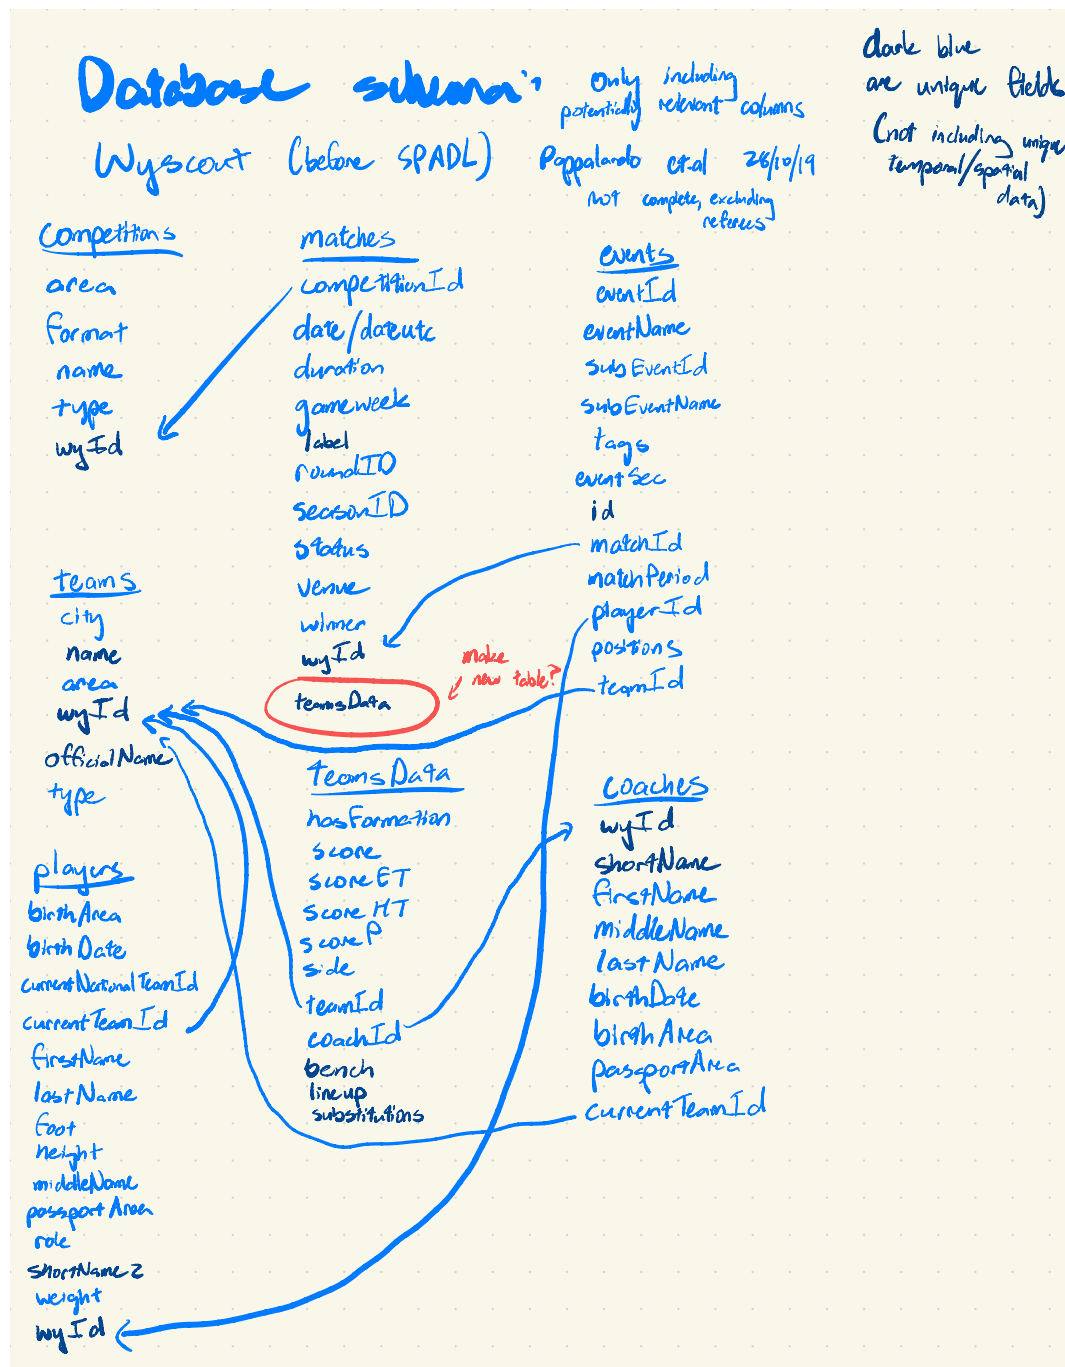 Database schema:
Only including
potentially relevant columns
dark blue
are unique fields
(not including unique
temporal/spatial
data)
Wyscout (before SPADL)
Pappalardo et.al 28/10/19
not complete, excluding
referees
competitions
area
format
name
type
wyId
matches
competitionId
date/dateutc
duration
gameweek
label
roundID
seasonID
status
venue
winner
wyId
teamsData
make
new table?
events
eventId
eventName
subEventId
subEventName
tags
eventSec
id
matchId
matchPeriod
playerId
positions
teamId
teams
city
name
area
wyId
officialName
type
teamsData
hasFormation
score
scoreET
scoreHT
scoreP
side
teamId
coachId
bench
lineup
substitutions
coaches
wyId
shortName
firstName
middleName
lastName
birthDate
birthArea
passportArea
currentTeamId
players
birthArea
birthDate
currentNationalTeamId
currentTeamId
firstName
lastName
foot
height
middleName
passportArea
role
shortName2
weight
wyId